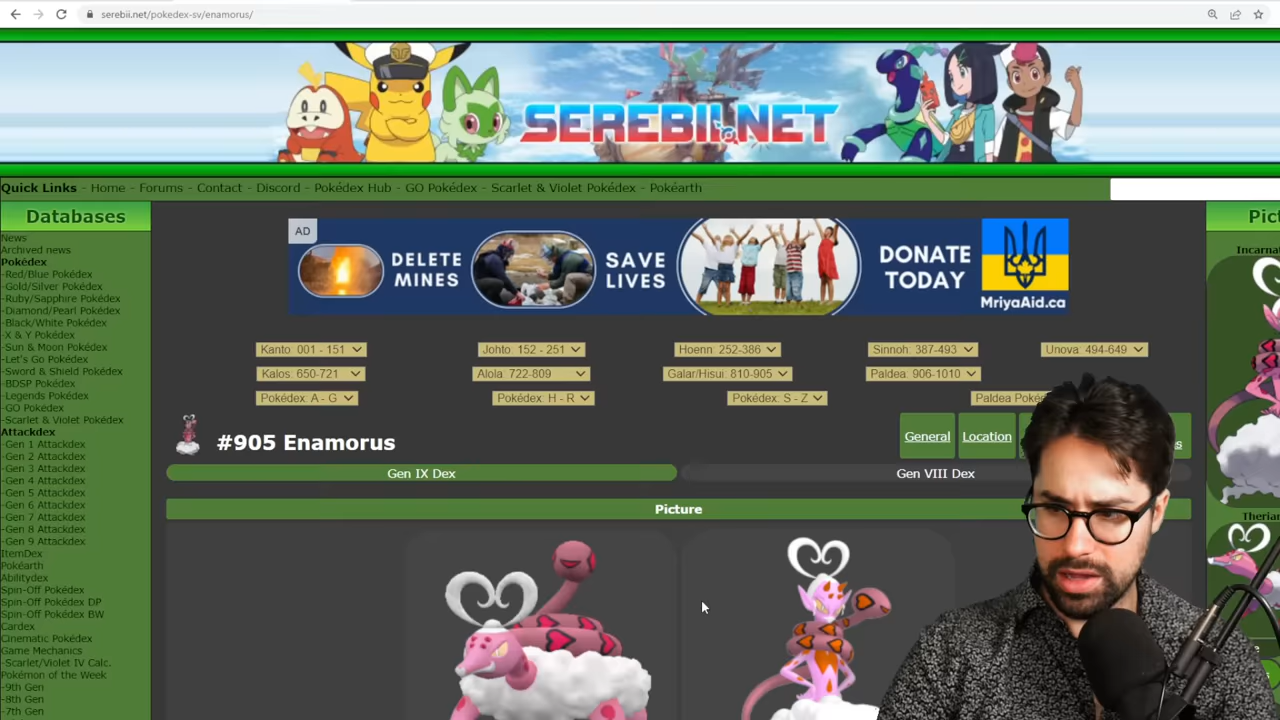 serebii.net/pokedex-sv/enamorus/
SEREBII.NET
Quick Links - Home - Forums - Contact - Discord - Pokédex Hub - GO Pokédex - Scarlet & Violet Pokédex - Pokéarth
Databases
News
Archived news
Pokédex
-Red/Blue Pokédex
-Gold/Silver Pokédex
-Ruby/Sapphire Pokédex
-Diamond/Pearl Pokédex
-Black/White Pokédex
-X & Y Pokédex
-Sun & Moon Pokédex
-Let's Go Pokédex
-Sword & Shield Pokédex
-BDSP Pokédex
-Legends Pokédex
-GO Pokédex
-Scarlet & Violet Pokédex
Attackdex
-Gen 1 Attackdex
-Gen 2 Attackdex
-Gen 3 Attackdex
-Gen 4 Attackdex
-Gen 5 Attackdex
-Gen 6 Attackdex
-Gen 7 Attackdex
-Gen 8 Attackdex
-Gen 9 Attackdex
ItemDex
Pokéarth
Abilitydex
Spin-Off Pokédex
Spin-Off Pokédex DP
Spin-Off Pokédex BW
Cardex
Cinematic Pokédex
Game Mechanics
-Scarlet/Violet IV Calc.
Pokémon of the Week
-9th Gen
-8th Gen
-7th Gen
AD
DELETE
MINES
SAVE
LIVES
DONATE
TODAY
MriyaAid.ca
Kanto: 001 - 151
Johto: 152 - 251
Hoenn: 252-386
Sinnoh: 387-493
Unova: 494-649
Kalos: 650-721
Alola: 722-809
Galar/Hisui: 810-905
Paldea: 906-1010
Pokédex: A - G
Pokédex: H - R
Pokédex: S - Z
Paldea Poké
#905 Enamorus
General
Location
Gen IX Dex
Gen VIII Dex
Picture
Pict
Incarna
Theria